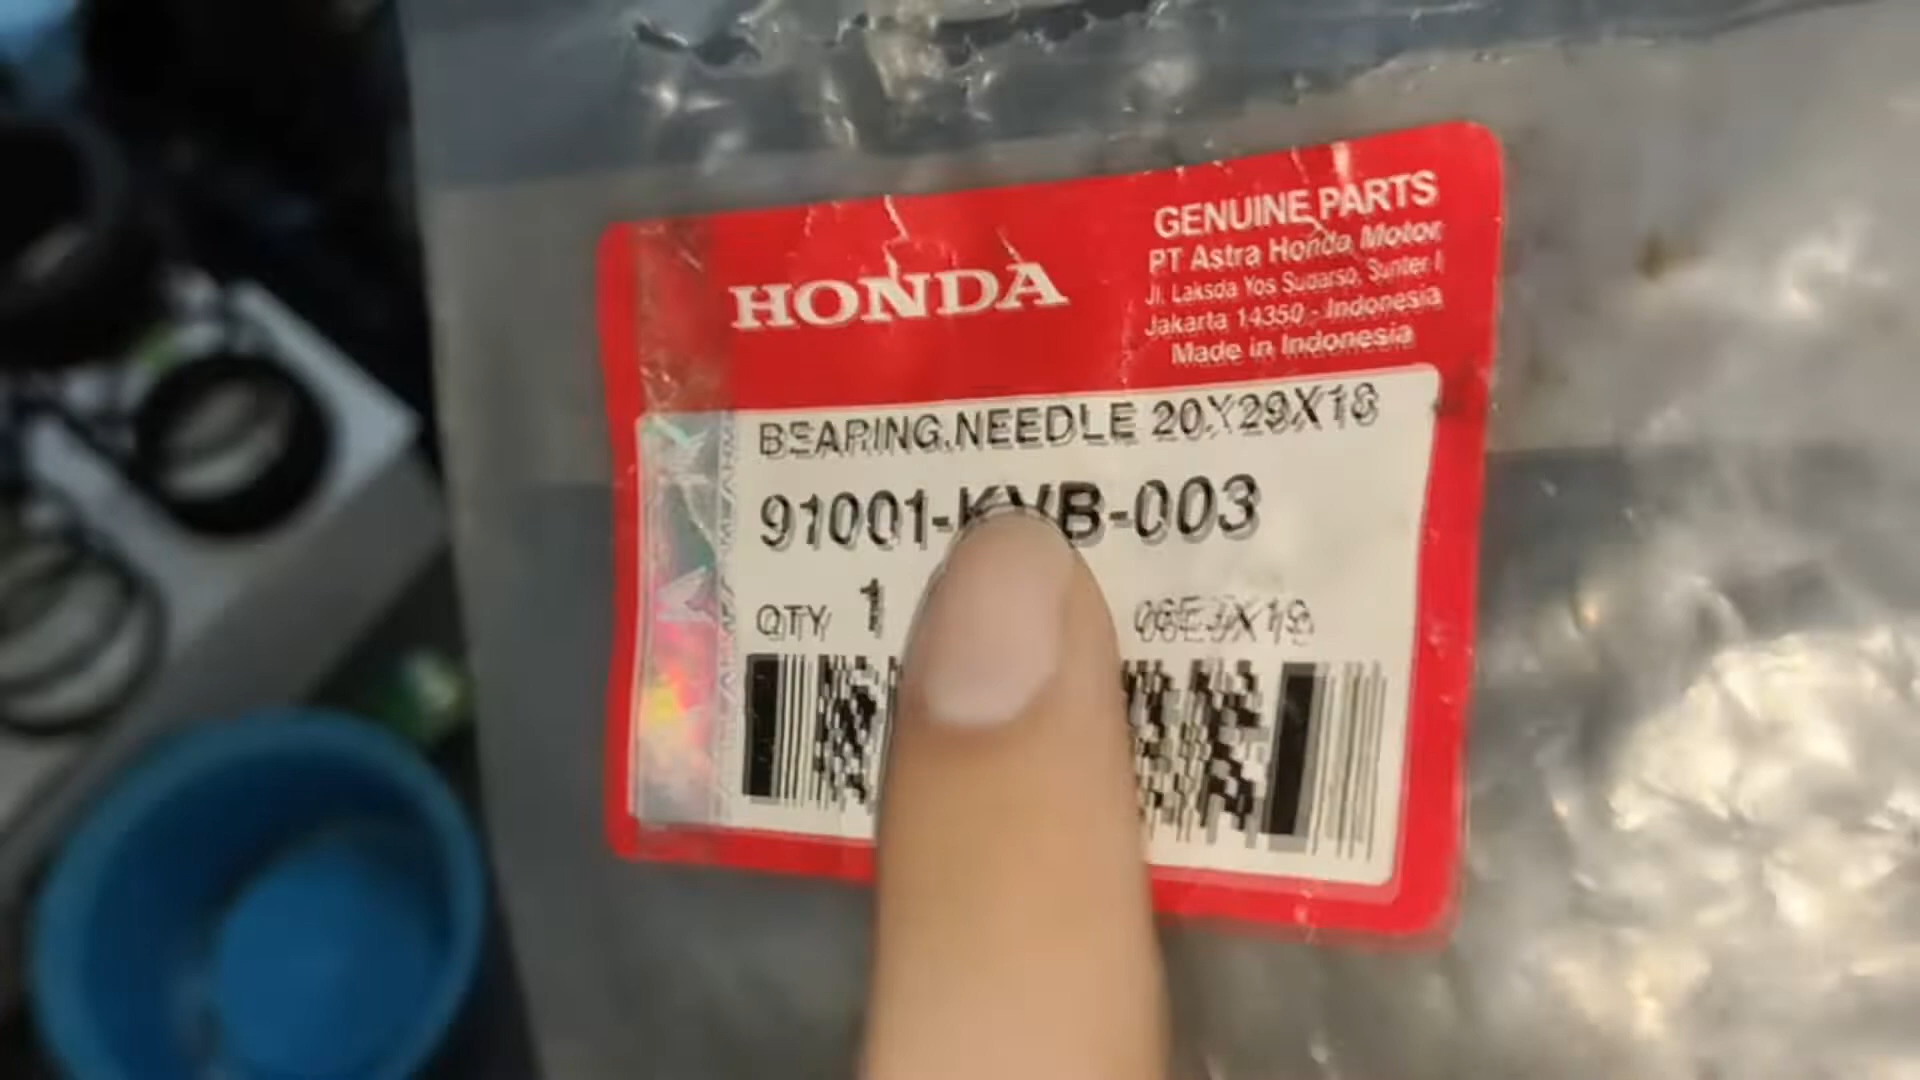 HONDA
GENUINE PARTS
PT Astra Honda Motor
Jl. Laksda Yos Sudarso, Sunter I
Jakarta 14350 - Indonesia
Made in Indonesia
BEARING,NEEDLE 20X29X18
91001-KVB-003
QTY 1